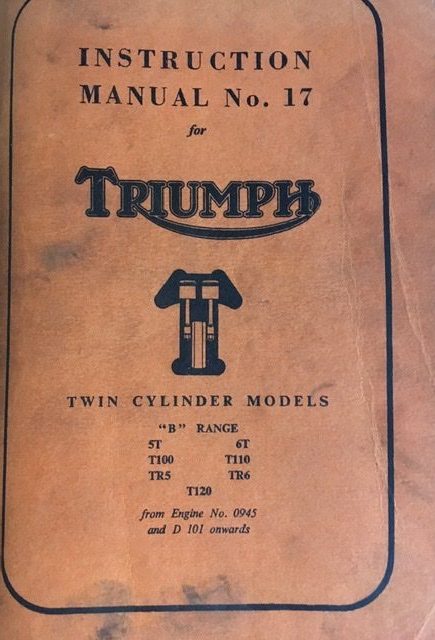 INSTRUCTION
MANUAL No. 17
for
TRIUMPH
TWIN CYLINDER MODELS
"B" RANGE
5T 6T
T100 T110
TR5 TR6
T120
from Engine No. 0945
and D 101 onwards